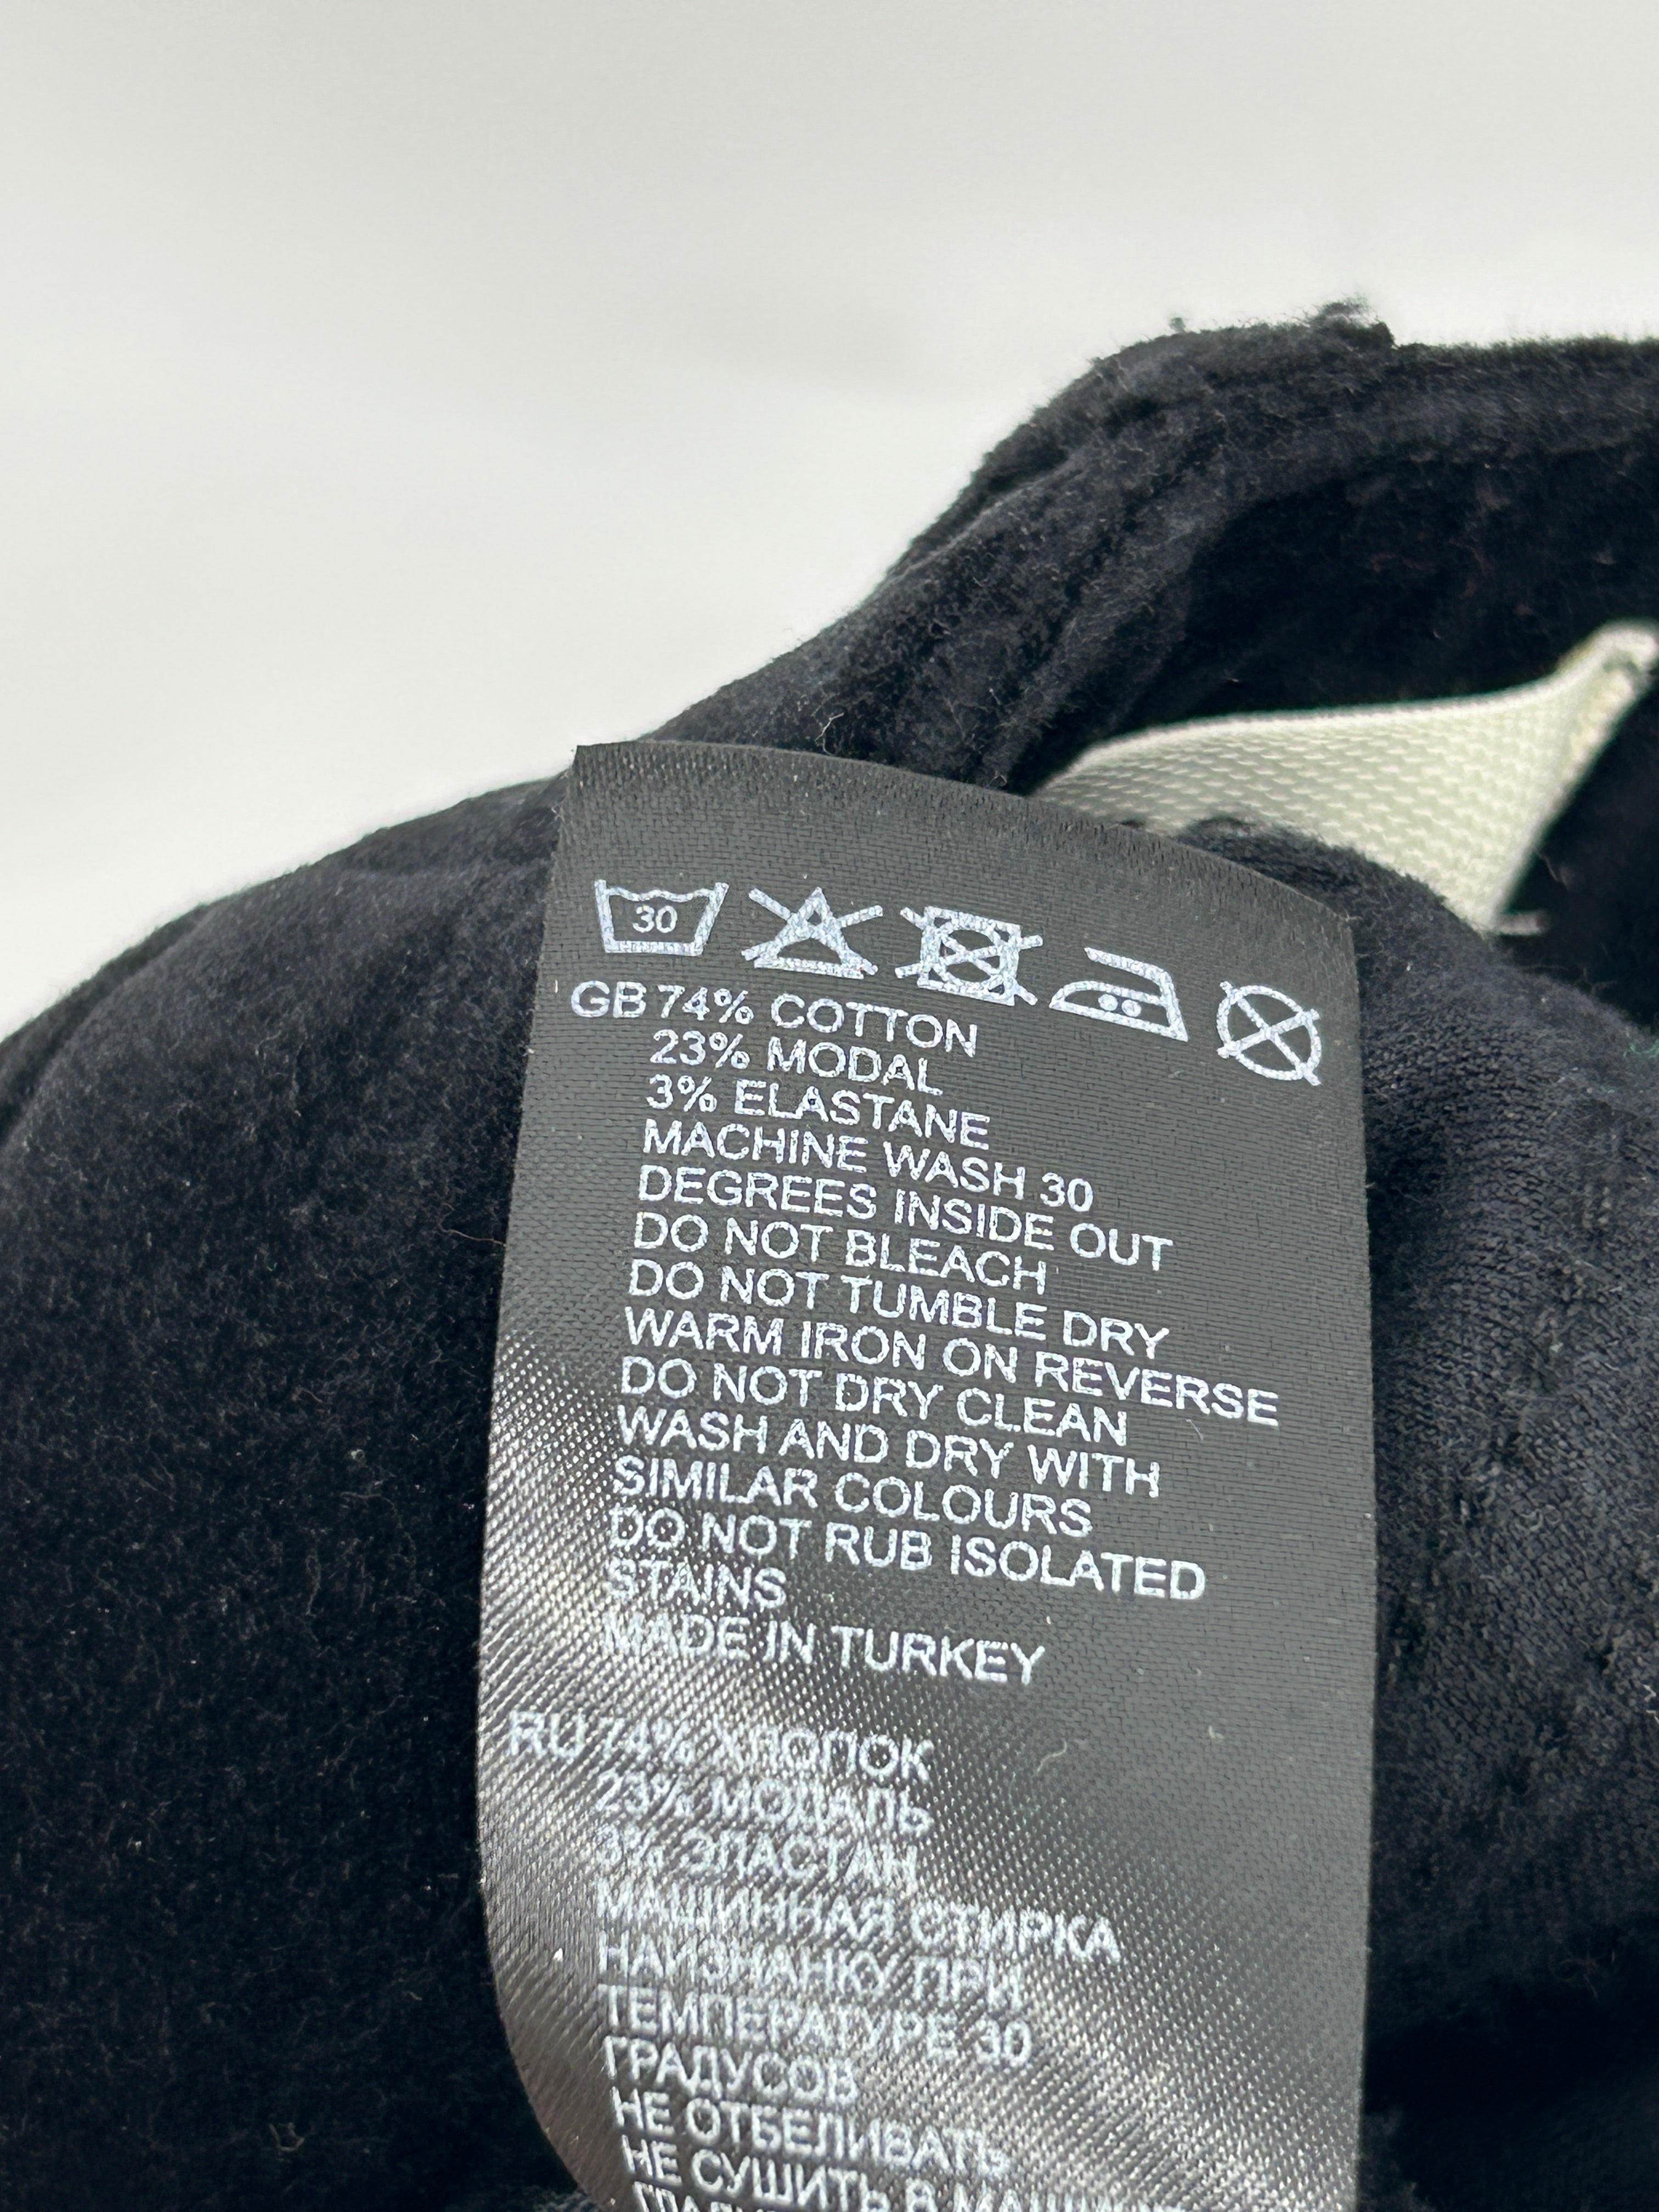 30
GB 74% COTTON
23% MODAL
3% ELASTANE
MACHINE WASH 30
DEGREES INSIDE OUT
DO NOT BLEACH
DO NOT TUMBLE DRY
WARM IRON ON REVERSE
DO NOT DRY CLEAN
WASH AND DRY WITH
SIMILAR COLOURS
DO NOT RUB ISOLATED
STAINS
MADE IN TURKEY
RU 74% ХЛОПОК
23% МОДАЛЬ
3% ЭЛАСТАН
МАШИННАЯ СТИРКА
НАИЗНАНКУ ПРИ
ТЕМПЕРАТУРЕ 30
ГРАДУСОВ
НЕ ОТБЕЛИВАТЬ
НЕ СУШИТЬ В